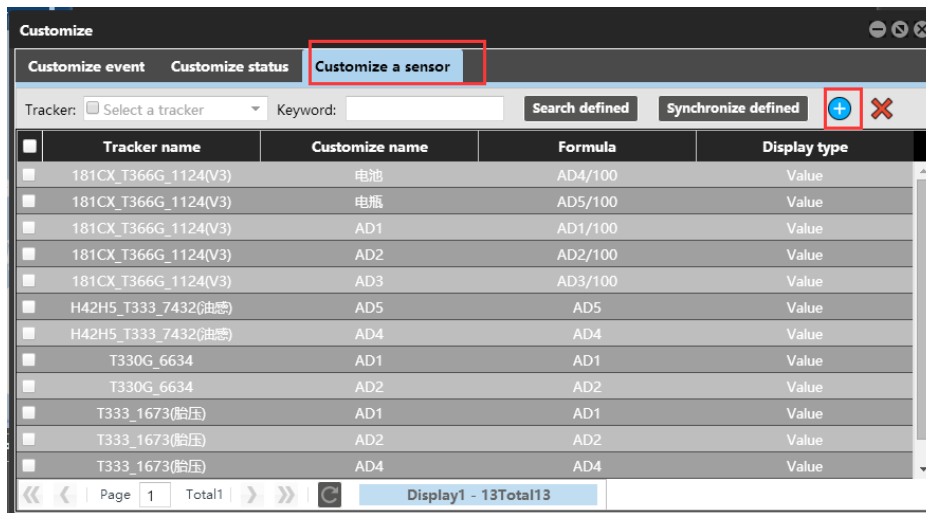 Customize
Customize event Customize status Customize a sensor
Tracker: Select a tracker Keyword: Search defined Synchronize defined
Tracker name Customize name Formula Display type
181CX_T366G_1124(V3) 电池 AD4/100 Value
181CX_T366G_1124(V3) 电瓶 AD5/100 Value
181CX_T366G_1124(V3) AD1 AD1/100 Value
181CX_T366G_1124(V3) AD2 AD2/100 Value
181CX_T366G_1124(V3) AD3 AD3/100 Value
H42H5_T333_7432(油感) AD5 AD5 Value
H42H5_T333_7432(油感) AD4 AD4 Value
T330G_6634 AD1 AD1 Value
T330G_6634 AD2 AD2 Value
T333_1673(胎压) AD1 AD1 Value
T333_1673(胎压) AD2 AD2 Value
T333_1673(胎压) AD4 AD4 Value
Page 1 Total1 Display1 - 13Total13